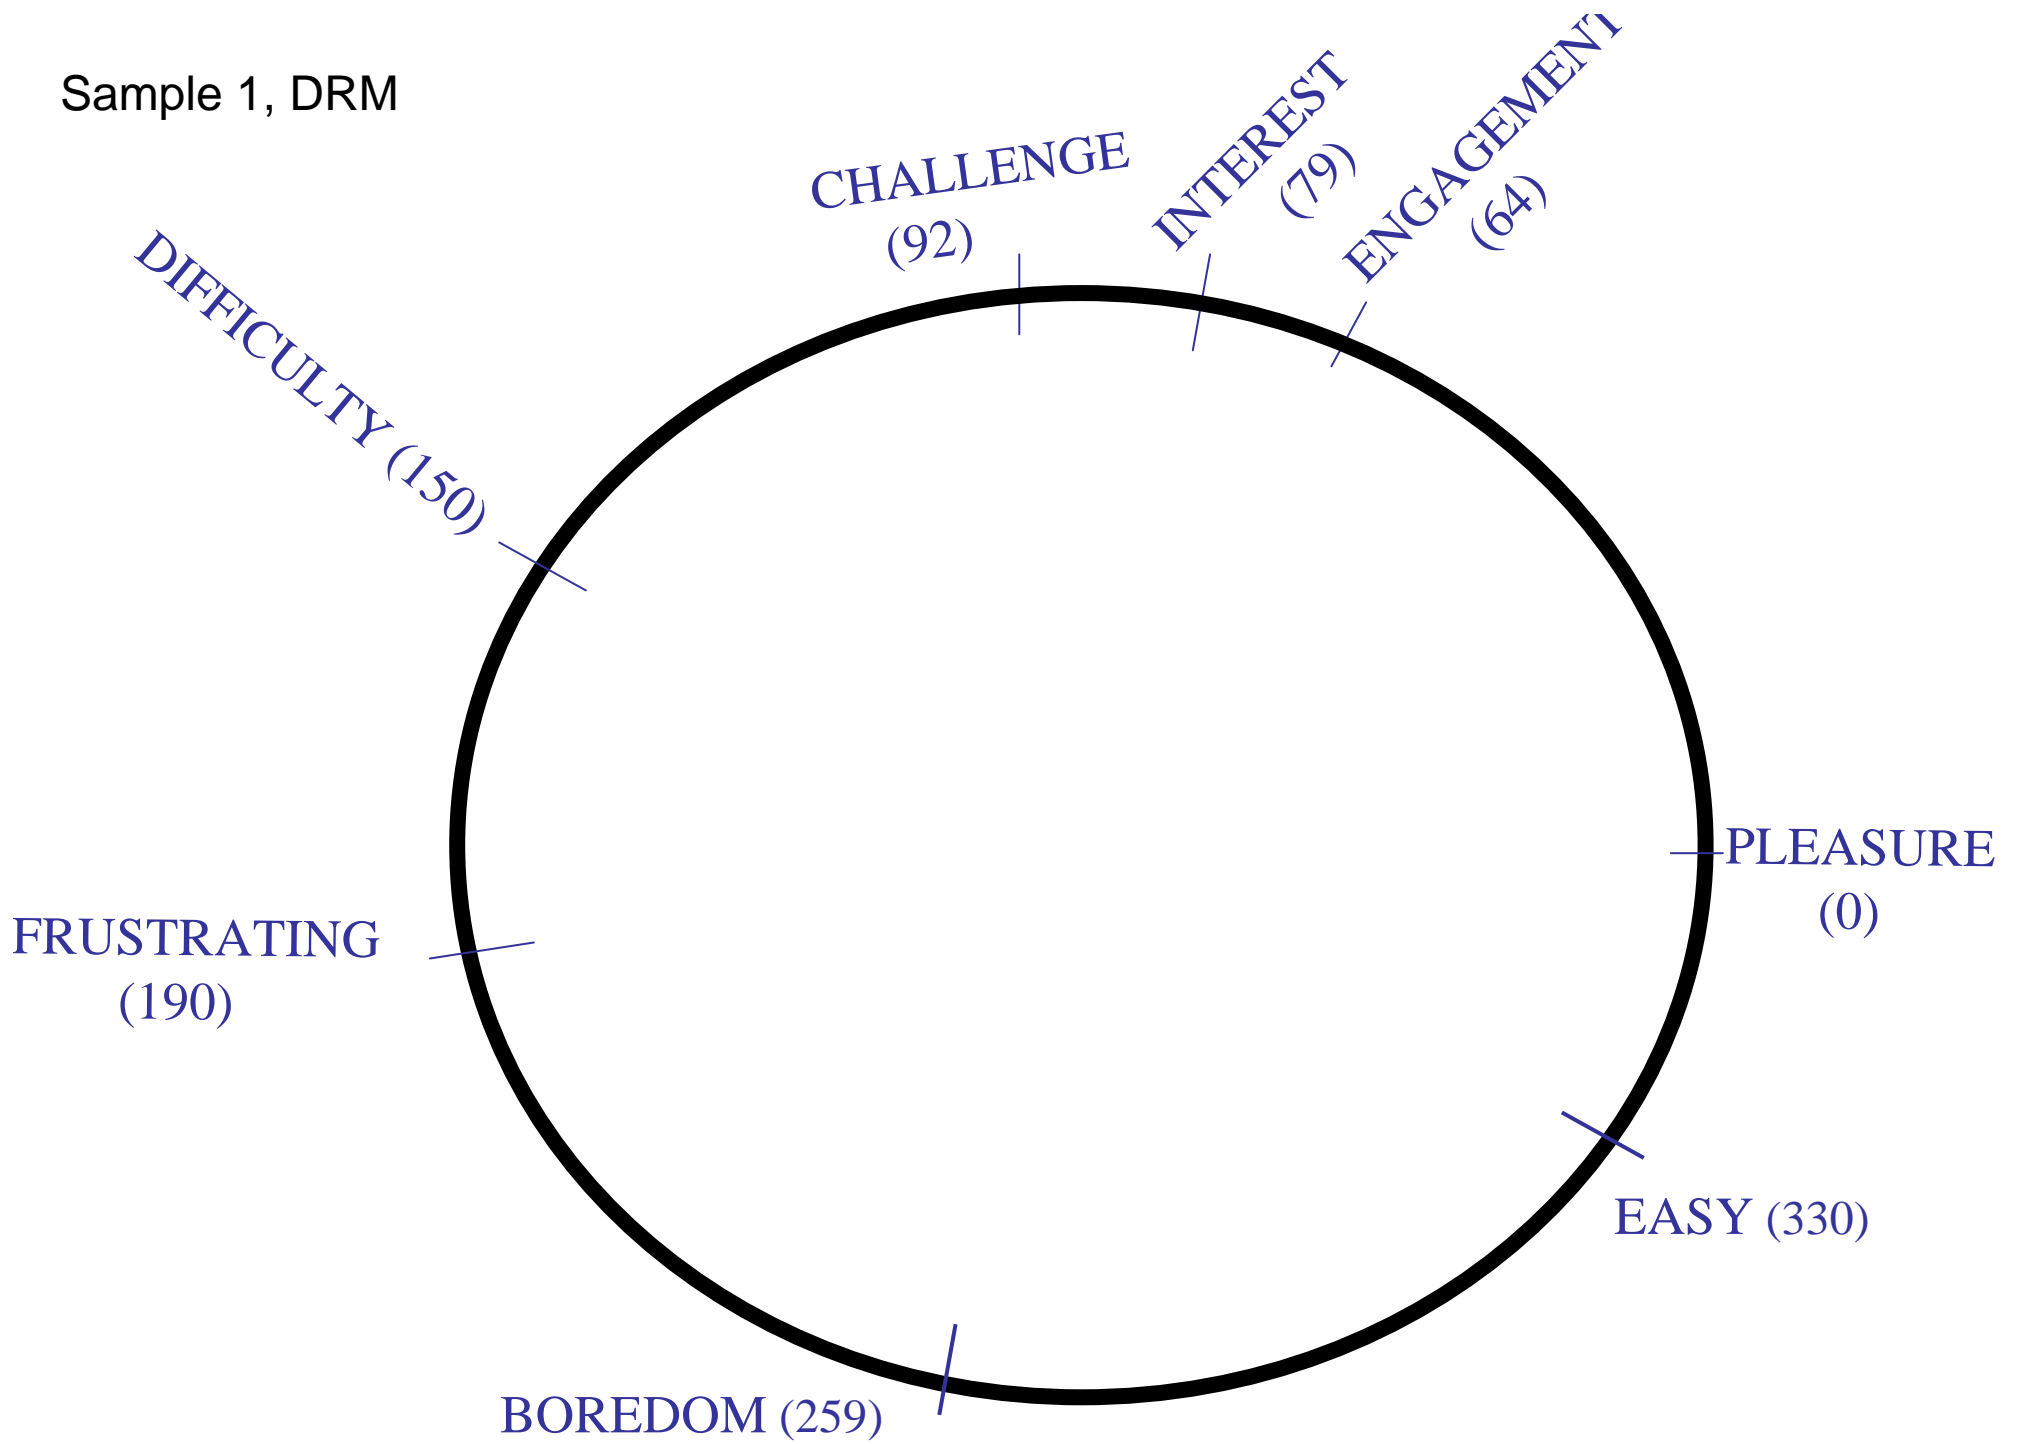 Sample 1, DRM
CHALLENGE
(92)
INTEREST
(79)
ENGAGEMENT
(64)
DIFFICULTY (150)
PLEASURE
(0)
FRUSTRATING
(190)
EASY (330)
BOREDOM (259)